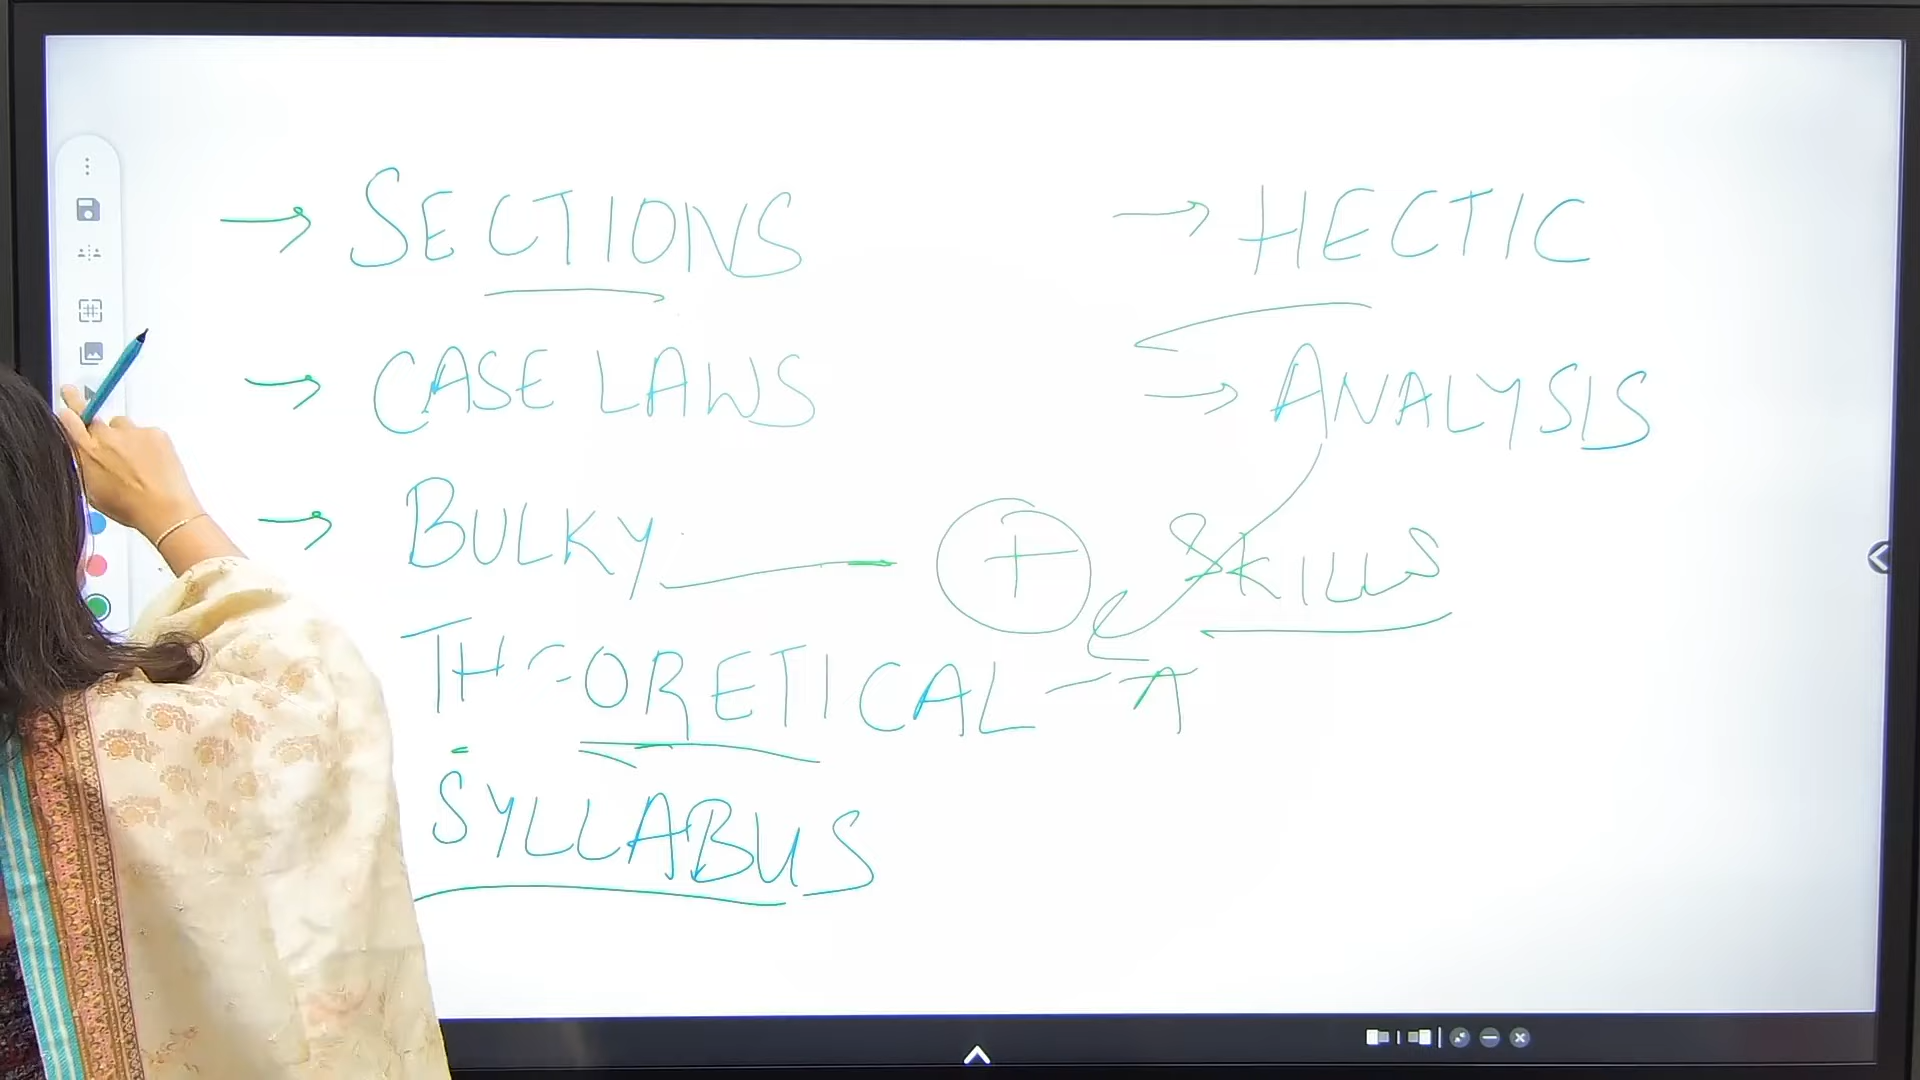 → SECTIONS
→ CASE LAWS
→ BULKY
THEORETICAL
SYLLABUS
→ HECTIC
→ ANALYSIS
+ SKILLS